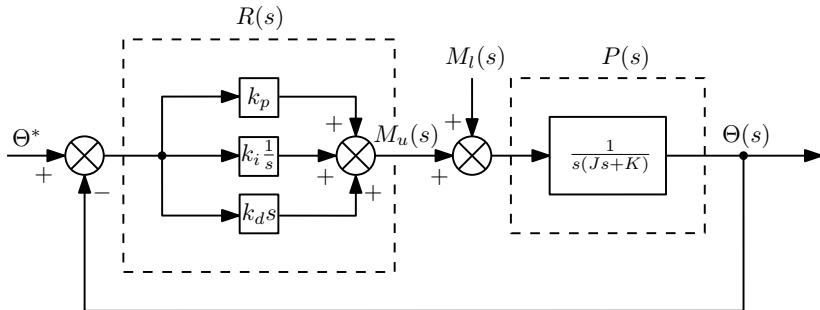 R(s)
M_l(s)
P(s)
k_p
Θ*
+
−
k_i 1/s
+
+
+
M_u(s)
+
+
1/(s(Js+K))
Θ(s)
k_d s